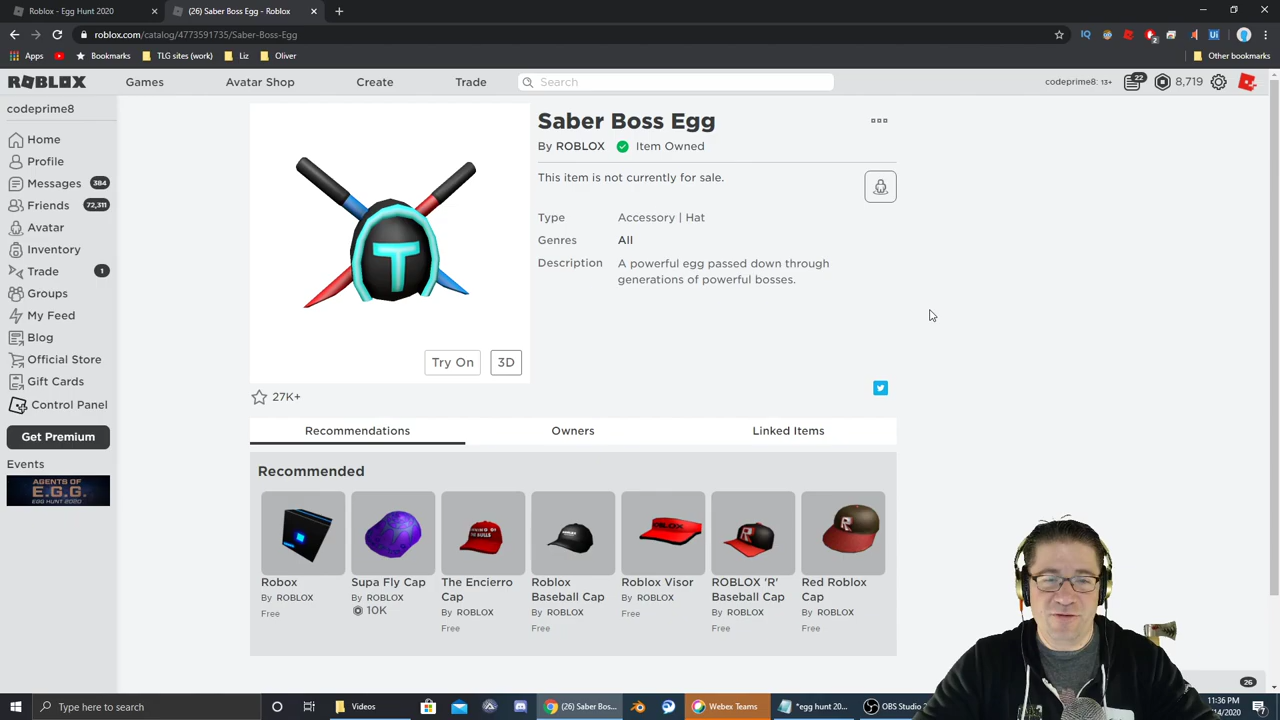 Roblox - Egg Hunt 2020
(26) Saber Boss Egg - Roblox
roblox.com/catalog/4773591735/Saber-Boss-Egg
Apps
Bookmarks
TLG sites (work)
Liz
Oliver
Other bookmarks
ROBLOX
Games
Avatar Shop
Create
Trade
Search
codeprime8: 13+
22
8,719
codeprime8
Home
Profile
Messages 384
Friends 72,311
Avatar
Inventory
Trade 1
Groups
My Feed
Blog
Official Store
Gift Cards
Control Panel
Get Premium
Events
AGENTS OF
E.G.G.
EGG HUNT 2020
T
Try On
3D
27K+
Saber Boss Egg
By ROBLOX Item Owned
This item is not currently for sale.
Type Accessory | Hat
Genres All
Description A powerful egg passed down through
generations of powerful bosses.
Recommendations
Owners
Linked Items
Recommended
Robox
By ROBLOX
Free
Supa Fly Cap
By ROBLOX
10K
The Encierro
Cap
By ROBLOX
Free
Roblox
Baseball Cap
By ROBLOX
Free
Roblox Visor
By ROBLOX
Free
ROBLOX 'R'
Baseball Cap
By ROBLOX
Free
Red Roblox
Cap
By ROBLOX
Free
26
Type here to search
Videos
(26) Saber Bos...
Webex Teams
*egg hunt 20...
OBS Studio
11:36 PM